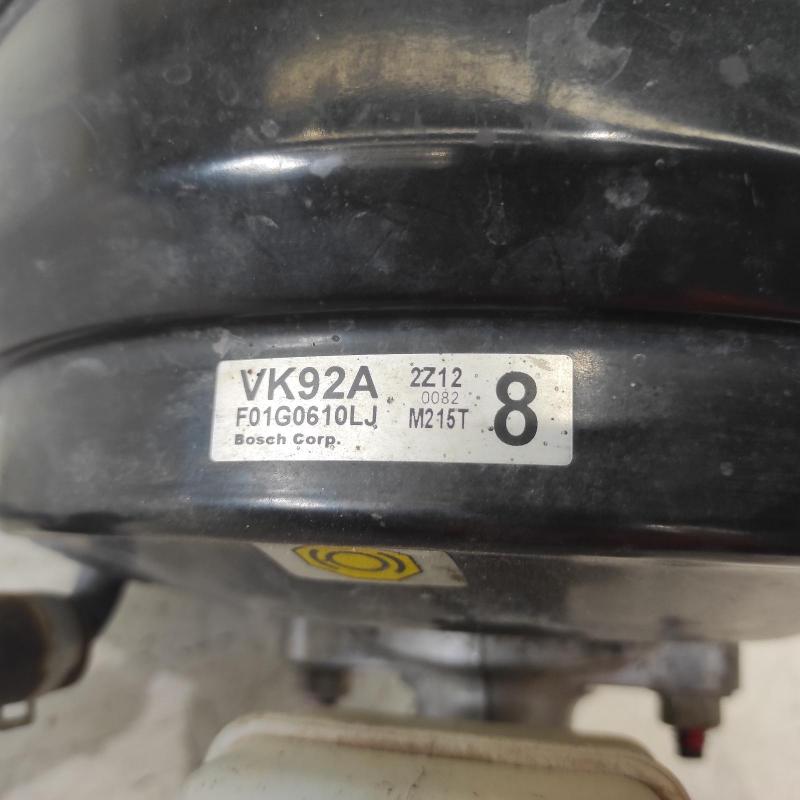 VK92A 2Z12 8
0082
F01G0610LJ M215T
Bosch Corp.